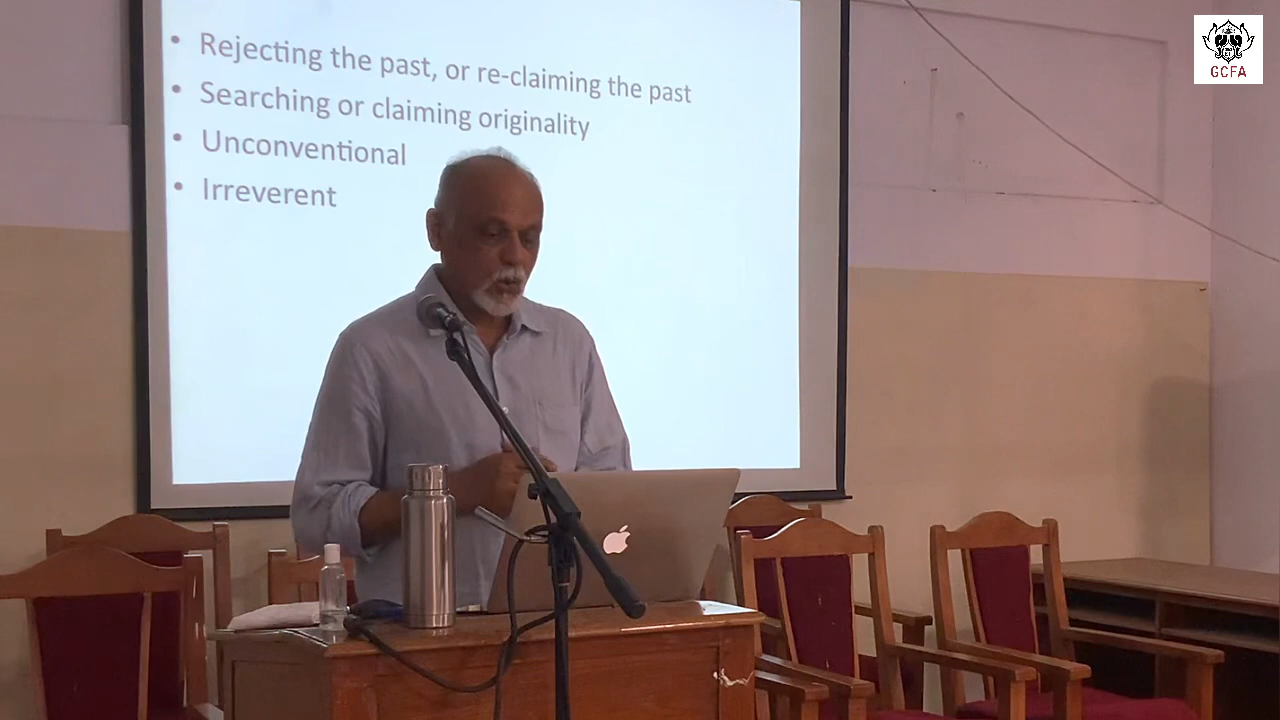 • Rejecting the past, or re-claiming the past
• Searching or claiming originality
• Unconventional
• Irreverent
GCFA